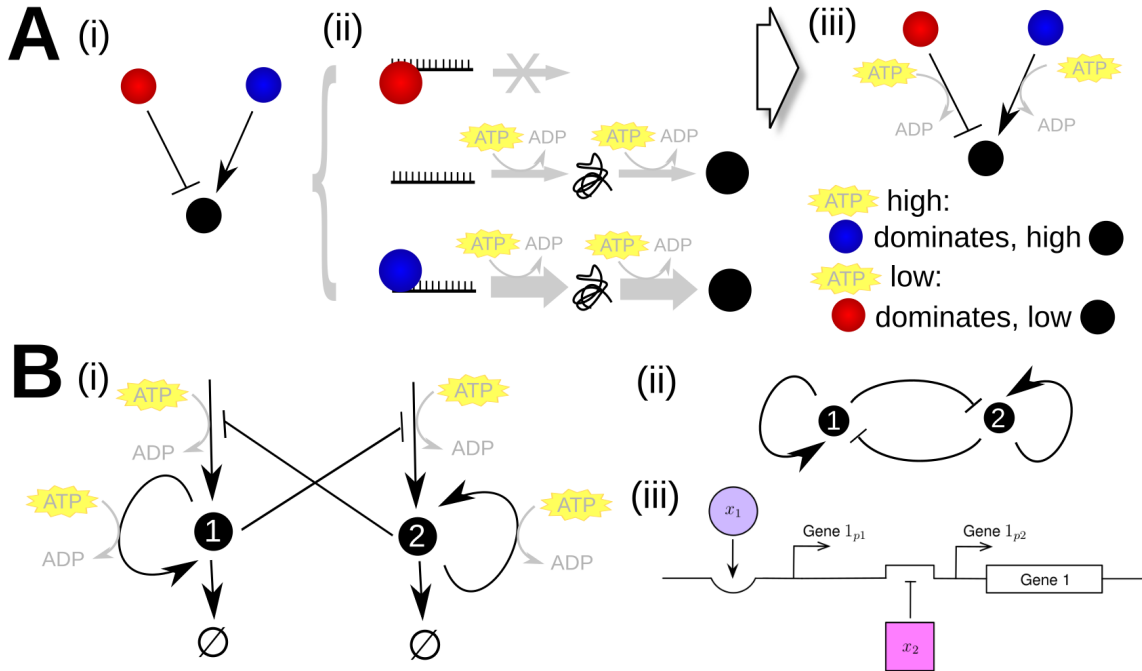 A
(i)
(ii)
ATP
ADP
ATP
ADP
ATP
ADP
ATP
ADP
(iii)
ATP
ATP
ADP
ADP
ATP high:
dominates, high
ATP low:
dominates, low
B
(i)
ATP
ADP
ATP
ADP
ATP
ADP
ATP
ADP
1
2
∅
∅
(ii)
1
2
(iii)
x₁
Gene 1ₚ₁
Gene 1ₚ₂
Gene 1
x₂